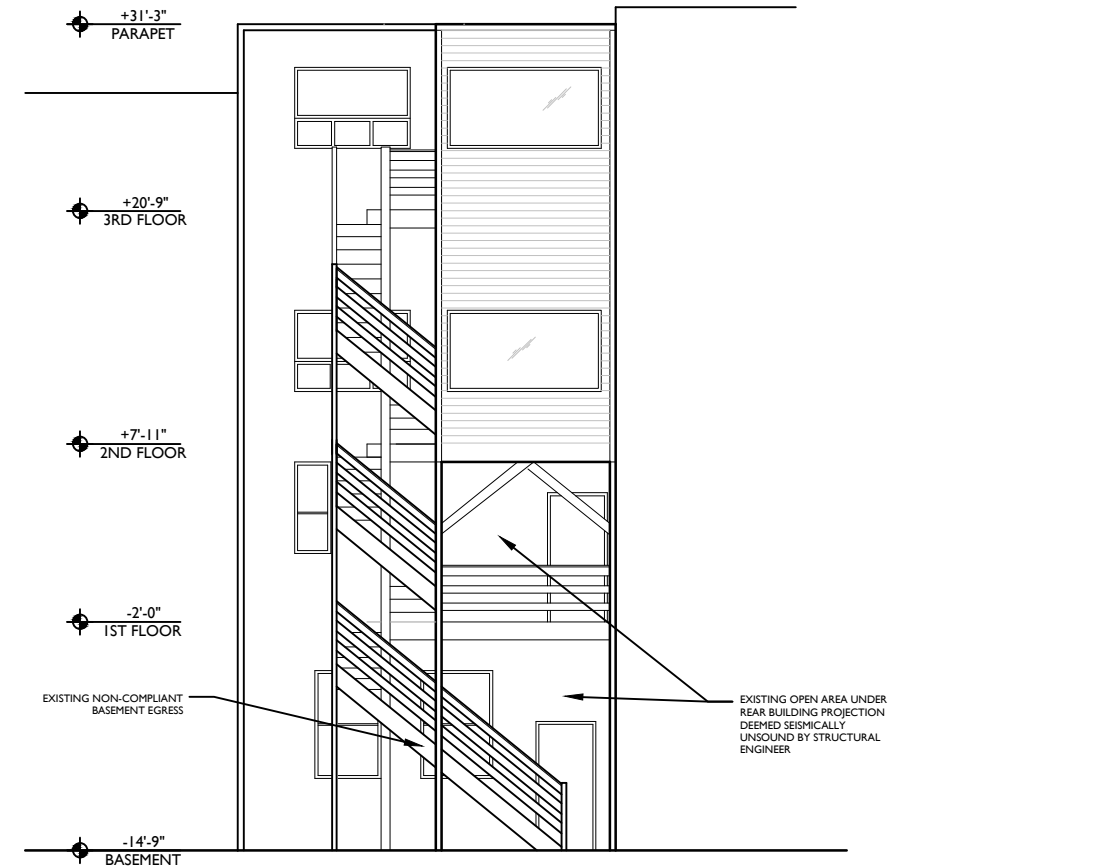 +31'-3"
PARAPET
+20'-9"
3RD FLOOR
+7'-11"
2ND FLOOR
-2'-0"
1ST FLOOR
EXISTING NON-COMPLIANT
BASEMENT EGRESS
EXISTING OPEN AREA UNDER
REAR BUILDING PROJECTION
DEEMED SEISMICALLY
UNSOUND BY STRUCTURAL
ENGINEER
-14'-9"
BASEMENT